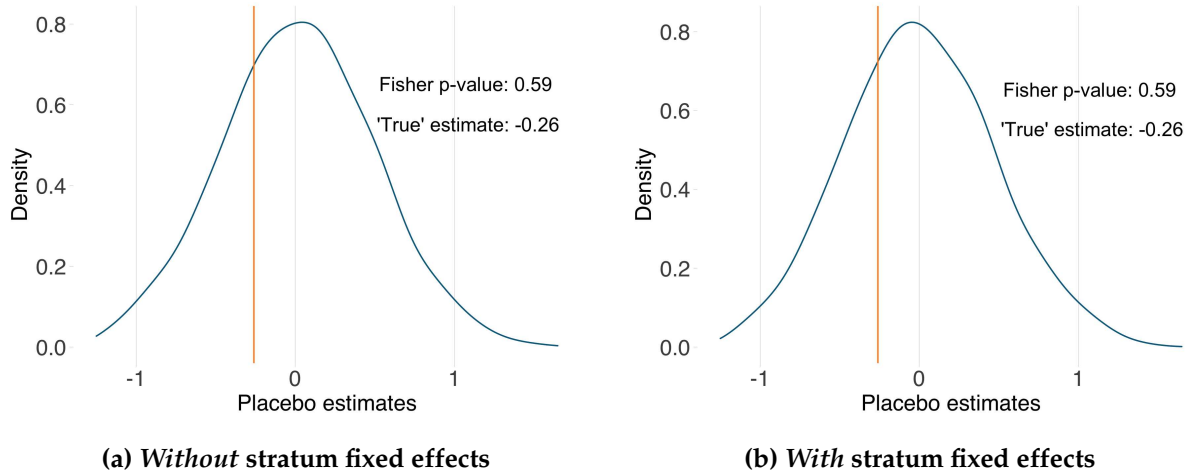 0.8
0.6
0.4
0.2
0.0
Density
Fisher p-value: 0.59
'True' estimate: -0.26
-1 0 1
Placebo estimates
(a) Without stratum fixed effects
0.8
0.6
0.4
0.2
0.0
Density
Fisher p-value: 0.59
'True' estimate: -0.26
-1 0 1
Placebo estimates
(b) With stratum fixed effects